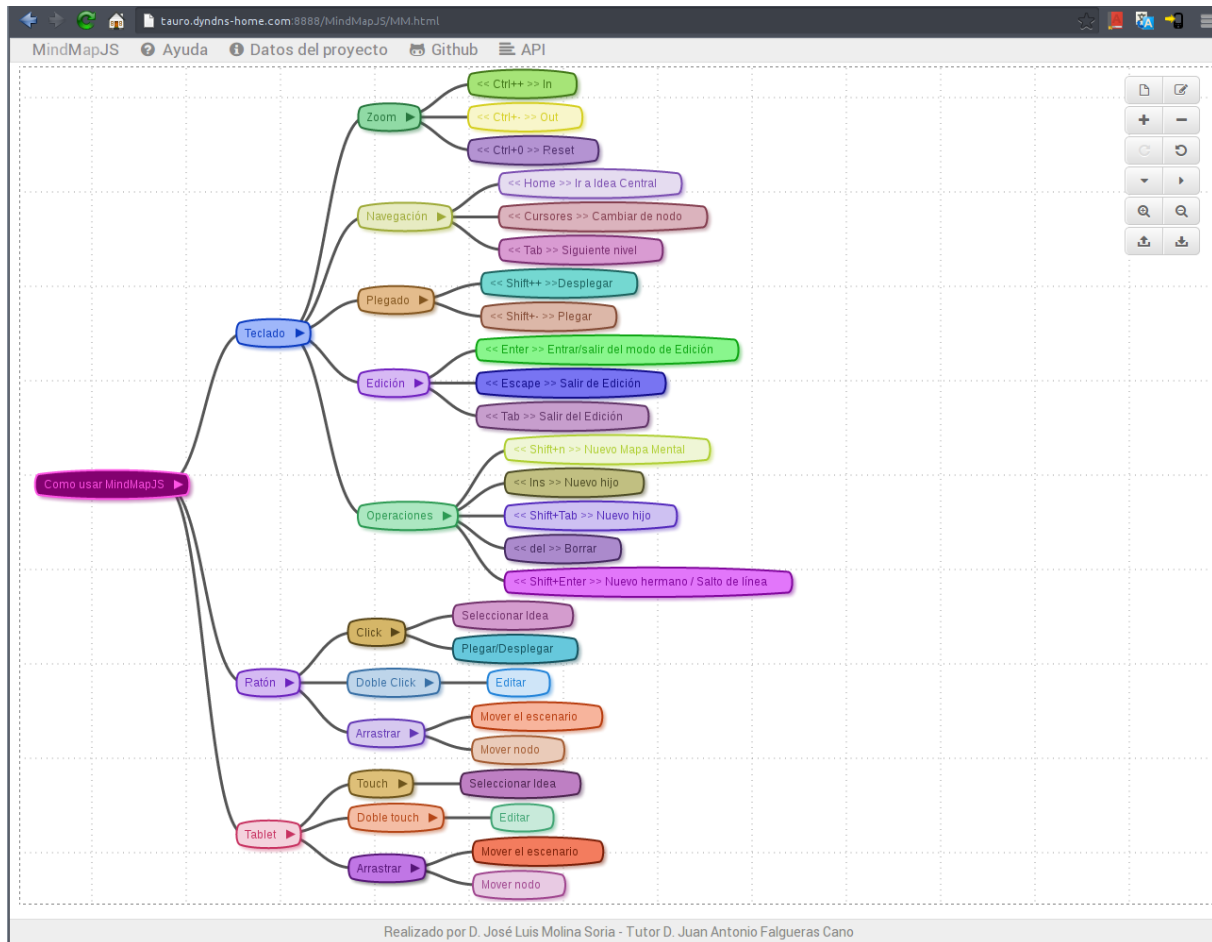 tauro.dyndns-home.com:8888/MindMapJS/MM.html
MindMapJS Ayuda Datos del proyecto Github API
Como usar MindMapJS
Teclado
Zoom
<< Ctrl++ >> In
<< Ctrl+- >> Out
<< Ctrl+0 >> Reset
Navegación
<< Home >> Ir a Idea Central
<< Cursores >> Cambiar de nodo
<< Tab >> Siguiente nivel
Plegado
<< Shift++ >>Desplegar
<< Shift+- >> Plegar
Edición
<< Enter >> Entrar/salir del modo de Edición
<< Escape >> Salir de Edición
<< Tab >> Salir del Edición
Operaciones
<< Shift+n >> Nuevo Mapa Mental
<< Ins >> Nuevo hijo
<< Shift+Tab >> Nuevo hijo
<< del >> Borrar
<< Shift+Enter >> Nuevo hermano / Salto de línea
Ratón
Click
Seleccionar Idea
Plegar/Desplegar
Doble Click
Editar
Arrastrar
Mover el escenario
Mover nodo
Tablet
Touch
Seleccionar Idea
Doble touch
Editar
Arrastrar
Mover el escenario
Mover nodo
Realizado por D. José Luis Molina Soria - Tutor D. Juan Antonio Falgueras Cano